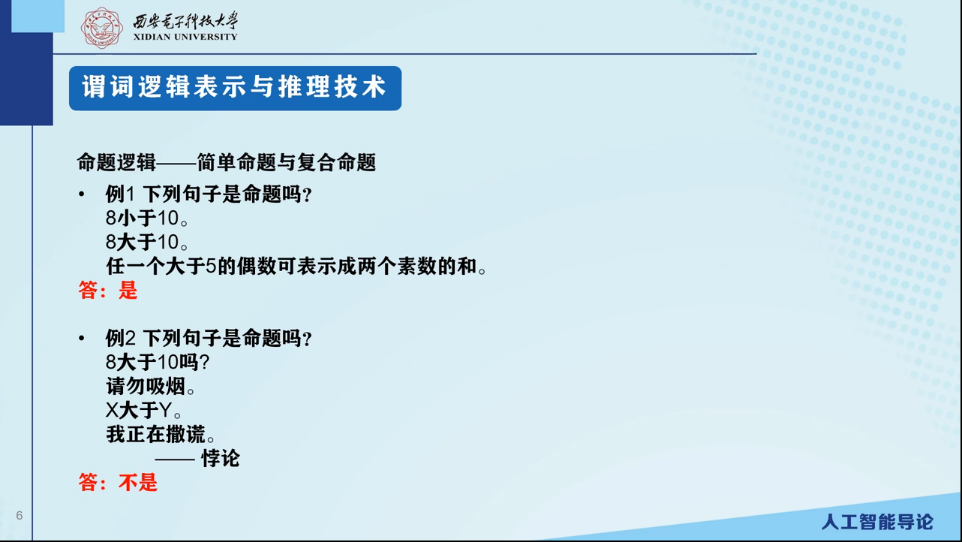 西安电子科技大学
XIDIAN UNIVERSITY
谓词逻辑表示与推理技术
命题逻辑——简单命题与复合命题
• 例1 下列句子是命题吗?
8小于10。
8大于10。
任一个大于5的偶数可表示成两个素数的和。
答：是
• 例2 下列句子是命题吗?
8大于10吗?
请勿吸烟。
X大于Y。
我正在撒谎。
—— 悖论
答：不是
6
人工智能导论